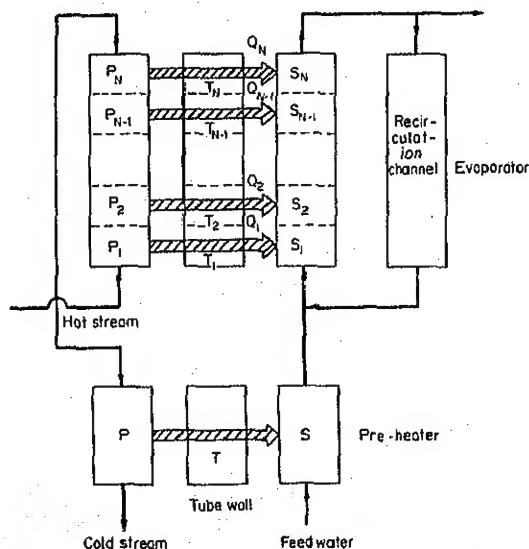 Q_N
P_N
T_N
S_N
Q_N-1
P_N-1
T_N-1
S_N-1
Recir-
culat-
ion
channel
Evaporator
Q_2
P_2
T_2
S_2
Q_1
P_1
T_1
S_1
Hot stream
P
T
S
Pre-heater
Tube wall
Cold stream
Feed water